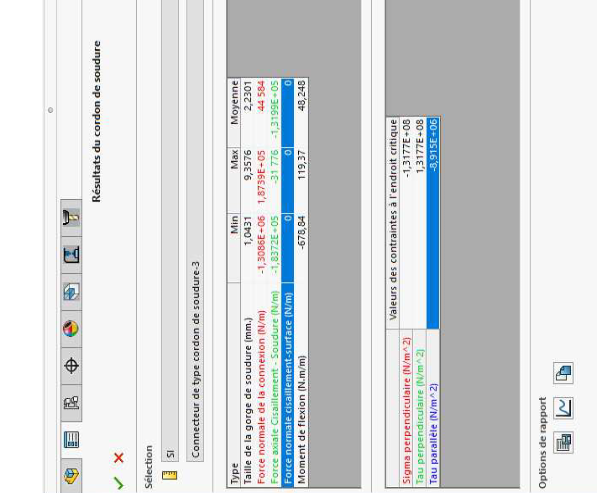 Résultats du cordon de soudure
Sélection
SI
Connecteur de type cordon de soudure-3
Type Min Max Moyenne
Taille de la gorge de soudure (mm.) 1,0431 9,3576 2,2301
Force normale de la connexion (N/m) -1,3086E+06 1,8739E+05 44 584
Force axiale Cisaillement - Soudure (N/m) -1,8372E+05 -31 776 -1,3199E+05
Force normale cisaillement-surface (N/m) 0 0 0
Moment de flexion (N.m/m) -678,84 119,37 48,248
Valeurs des contraintes à l'endroit critique
Sigma perpendiculaire (N/m^2) -1,3177E+08
Tau perpendiculaire (N/m^2) 1,3177E+08
Tau parallèle (N/m^2) -8,915E+06
Options de rapport